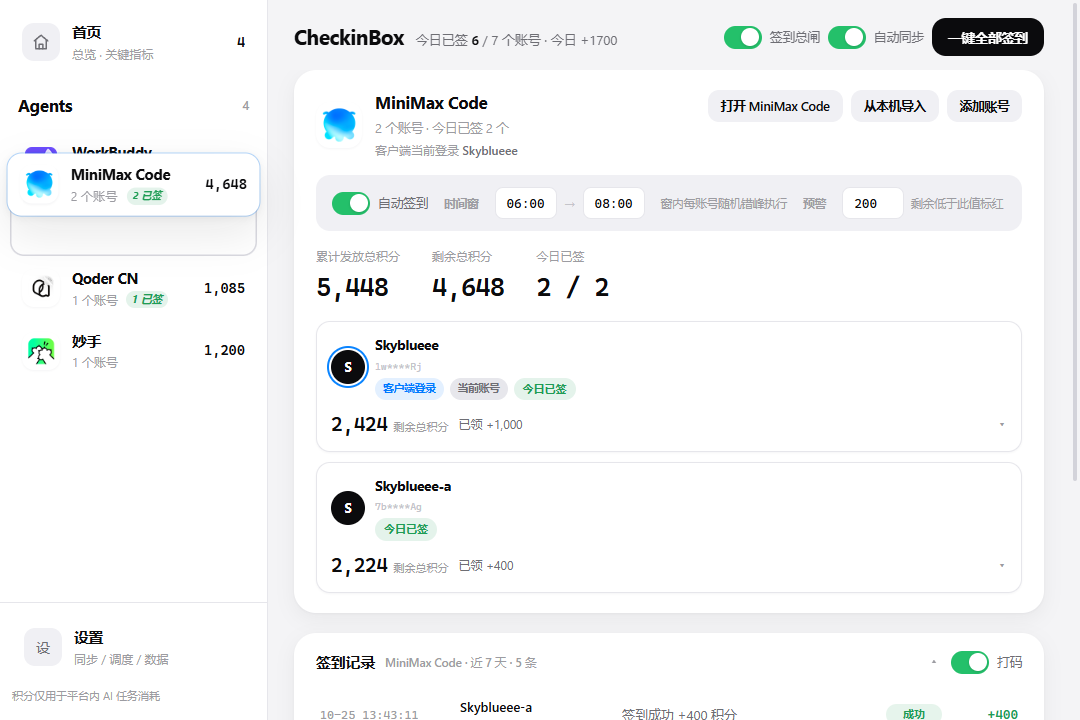 首页
总览 · 关键指标
4
Agents
4
WorkBuddy
MiniMax Code
2 个账号
2 已签
4,648
Qoder CN
1 个账号
1 已签
1,085
妙手
1 个账号
1,200
设
设置
同步 / 调度 / 数据
积分仅用于平台内 AI 任务消耗
CheckinBox
今日已签 6 / 7 个账号 · 今日 +1700
签到总闸
自动同步
一键全部签到
MiniMax Code
2 个账号 · 今日已签 2 个
客户端当前登录 Skyblueee
打开 MiniMax Code
从本机导入
添加账号
自动签到
时间窗
06:00
→
08:00
窗内每账号随机错峰执行
预警
200
剩余低于此值标红
累计发放总积分
5,448
剩余总积分
4,648
今日已签
2 / 2
S
Skyblueee
1w****Rj
客户端登录
当前账号
今日已签
2,424 剩余总积分 已领 +1,000
S
Skyblueee-a
7b****Ag
今日已签
2,224 剩余总积分 已领 +400
签到记录
MiniMax Code · 近 7 天 · 5 条
打码
10-25 13:43:11
Skyblueee-a
签到成功 +400 积分
成功
+400